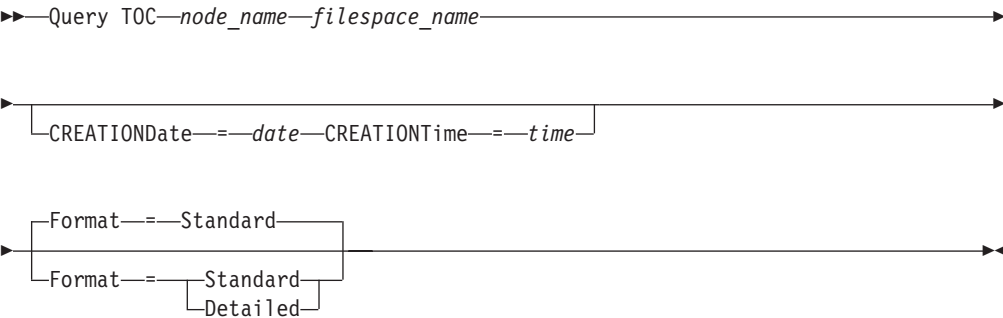 Query TOC node_name filespace_name
CREATIONDate = date CREATIONTime = time
Format = Standard
Format = Standard
Detailed